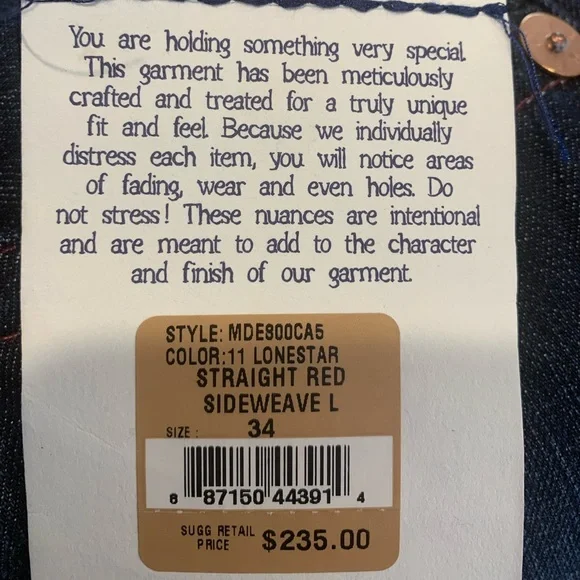 You are holding something very special.
This garment has been meticulously
crafted and treated for a truly unique
fit and feel. Because we individually
distress each item, you will notice areas
of fading, wear and even holes. Do
not stress! These nuances are intentional
and are meant to add to the character
and finish of our garment.
STYLE: MDE900CA5
COLOR:11 LONESTAR
STRAIGHT RED
SIDEWEAVE L
SIZE : 34
6 87150 44391 4
SUGG RETAIL
PRICE $235.00